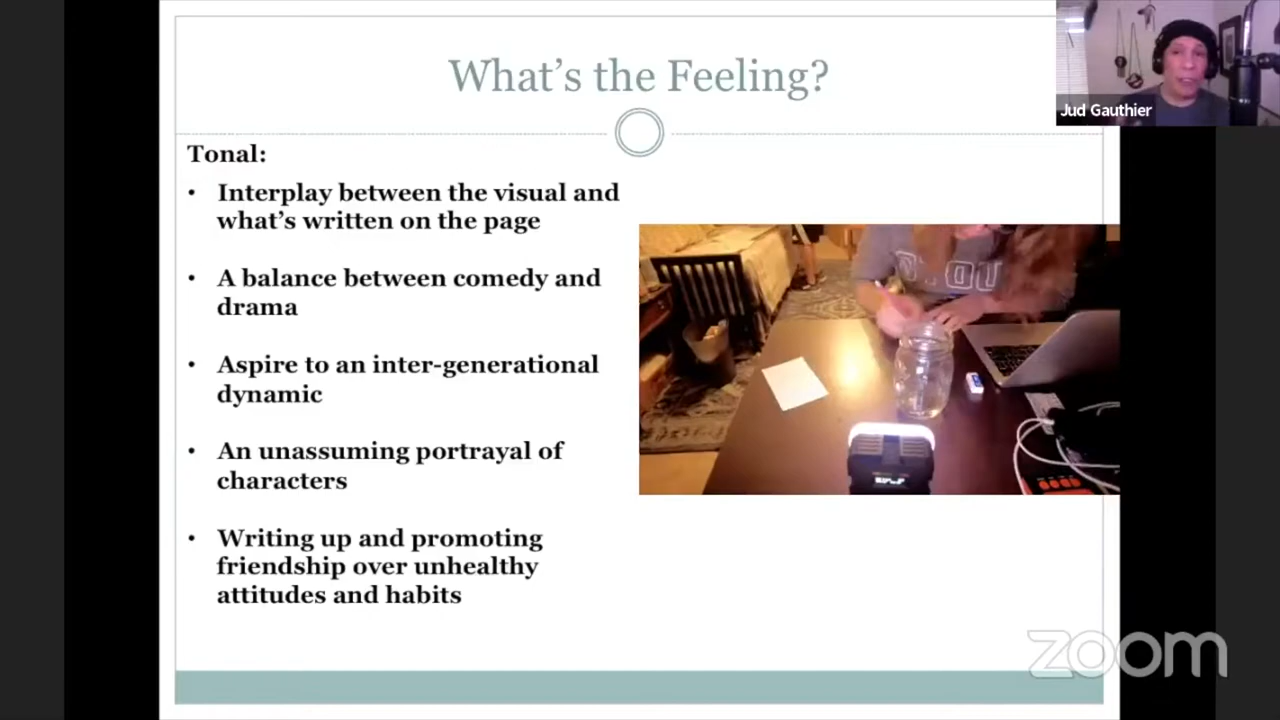 What's the Feeling?
Jud Gauthier
Tonal:
• Interplay between the visual and
what's written on the page
• A balance between comedy and
drama
• Aspire to an inter-generational
dynamic
• An unassuming portrayal of
characters
• Writing up and promoting
friendship over unhealthy
attitudes and habits
zoom